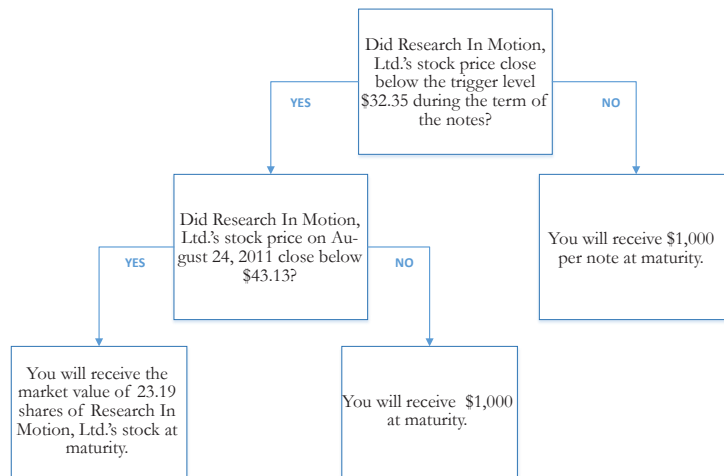 Did Research In Motion,
Ltd.’s stock price close
below the trigger level
$32.35 during the term of
the notes?
YES
NO
Did Research In Motion,
Ltd.’s stock price on Au-
gust 24, 2011 close below
$43.13?
You will receive $1,000
per note at maturity.
YES
NO
You will receive the
market value of 23.19
shares of Research In
Motion, Ltd.’s stock at
maturity.
You will receive  $1,000
at maturity.